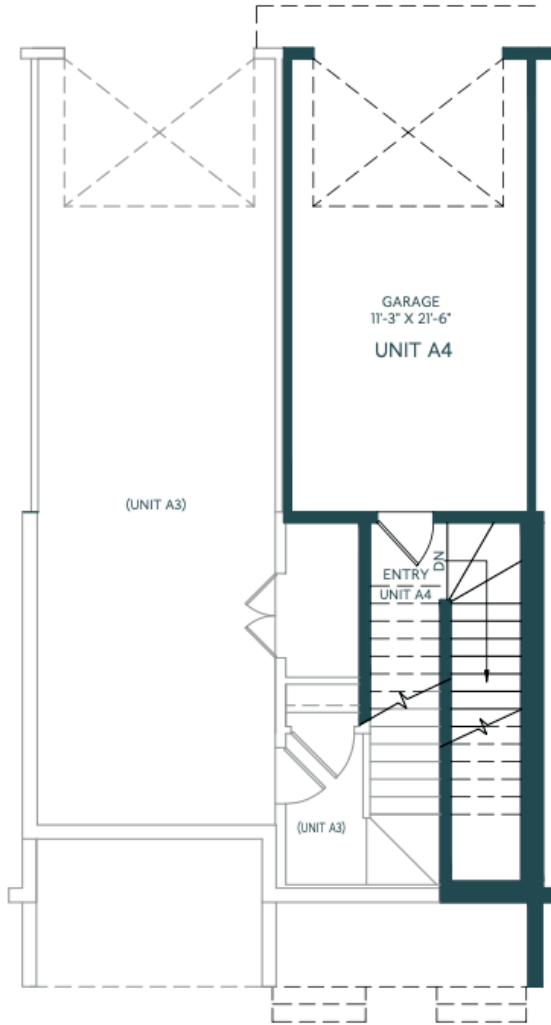 GARAGE
11'-3" X 21'-6"
UNIT A4
(UNIT A3)
DN
ENTRY
UNIT A4
(UNIT A3)